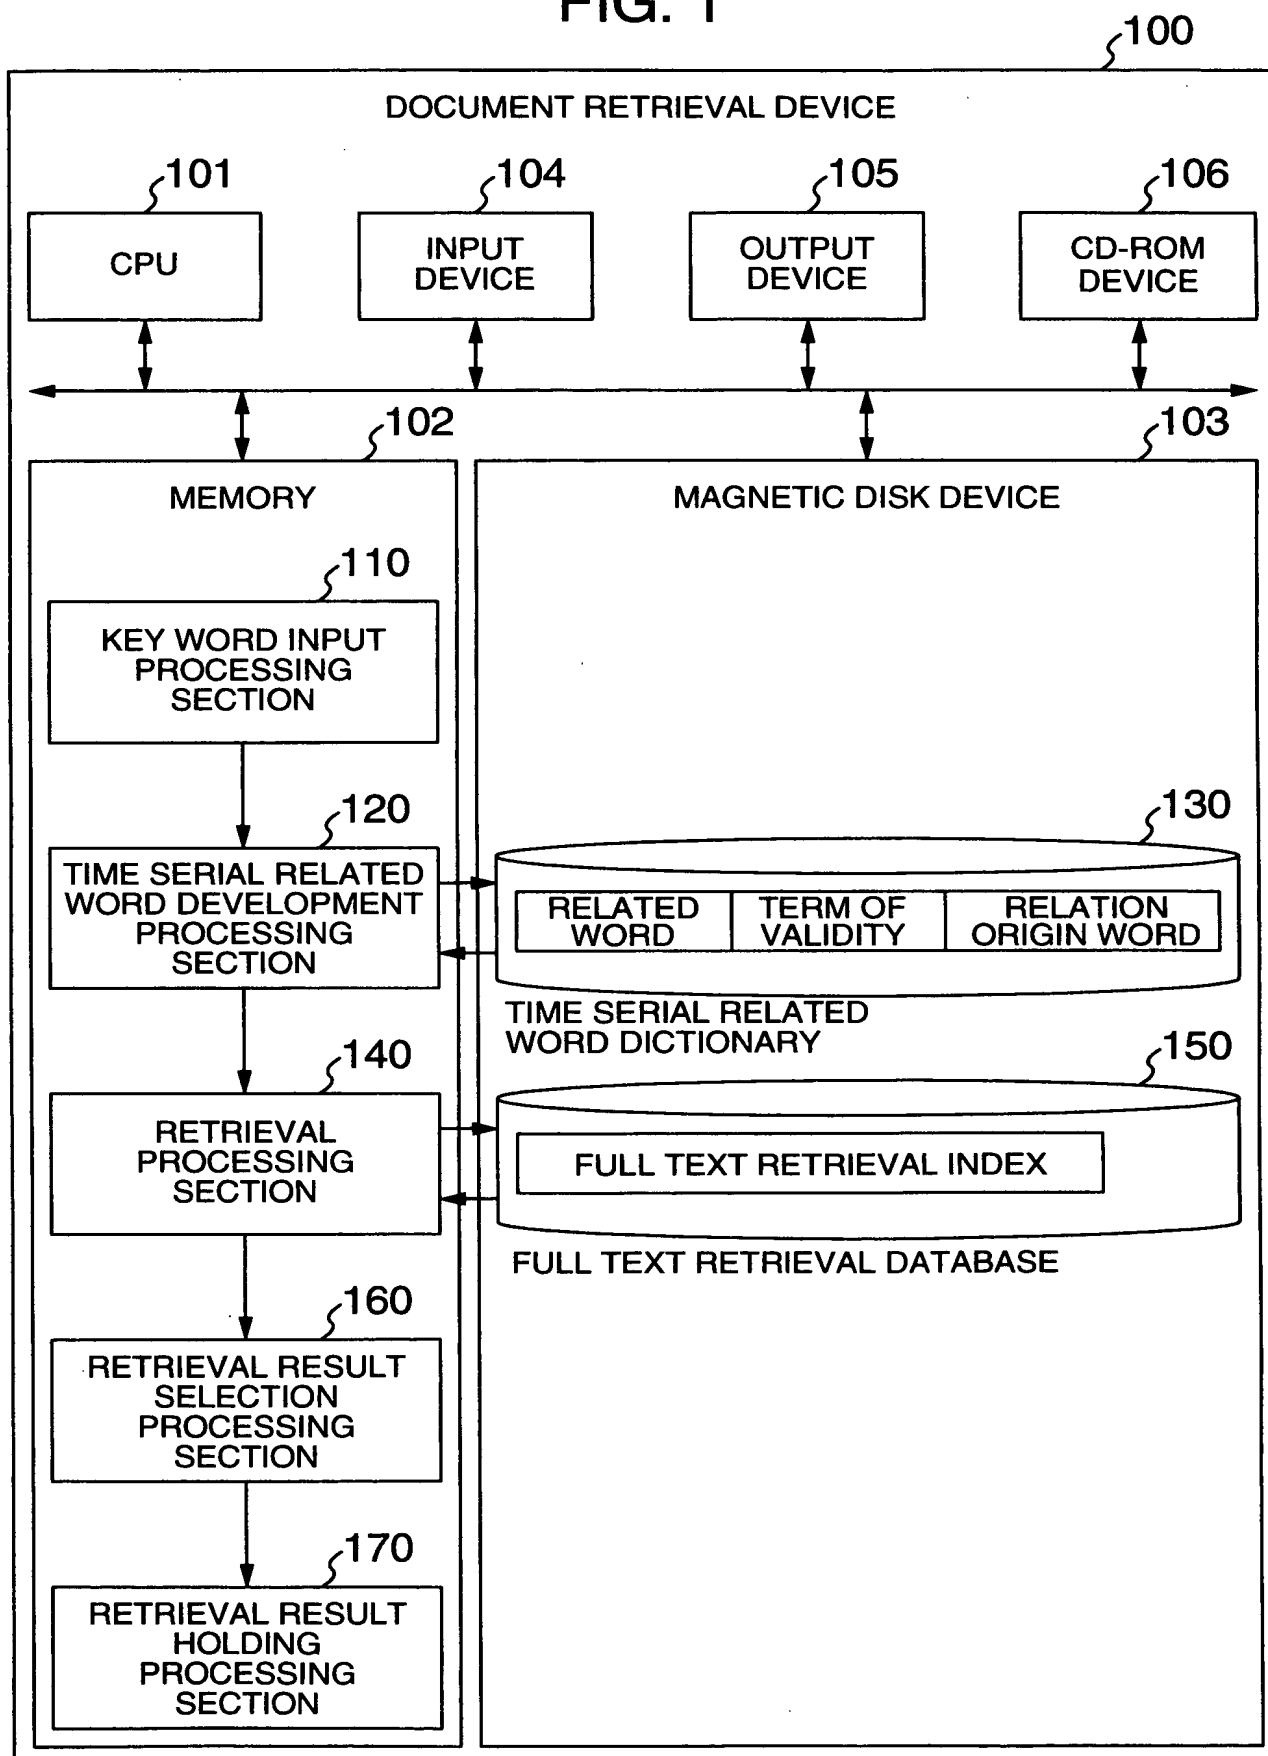 FIG. 1
100
DOCUMENT RETRIEVAL DEVICE
101
104
105
106
CPU
INPUT
DEVICE
OUTPUT
DEVICE
CD-ROM
DEVICE
102
103
MEMORY
MAGNETIC DISK DEVICE
110
KEY WORD INPUT
PROCESSING
SECTION
120
TIME SERIAL RELATED
WORD DEVELOPMENT
PROCESSING
SECTION
130
RELATED
WORD
TERM OF
VALIDITY
RELATION
ORIGIN WORD
TIME SERIAL RELATED
WORD DICTIONARY
140
RETRIEVAL
PROCESSING
SECTION
150
FULL TEXT RETRIEVAL INDEX
FULL TEXT RETRIEVAL DATABASE
160
RETRIEVAL RESULT
SELECTION
PROCESSING
SECTION
170
RETRIEVAL RESULT
HOLDING
PROCESSING
SECTION